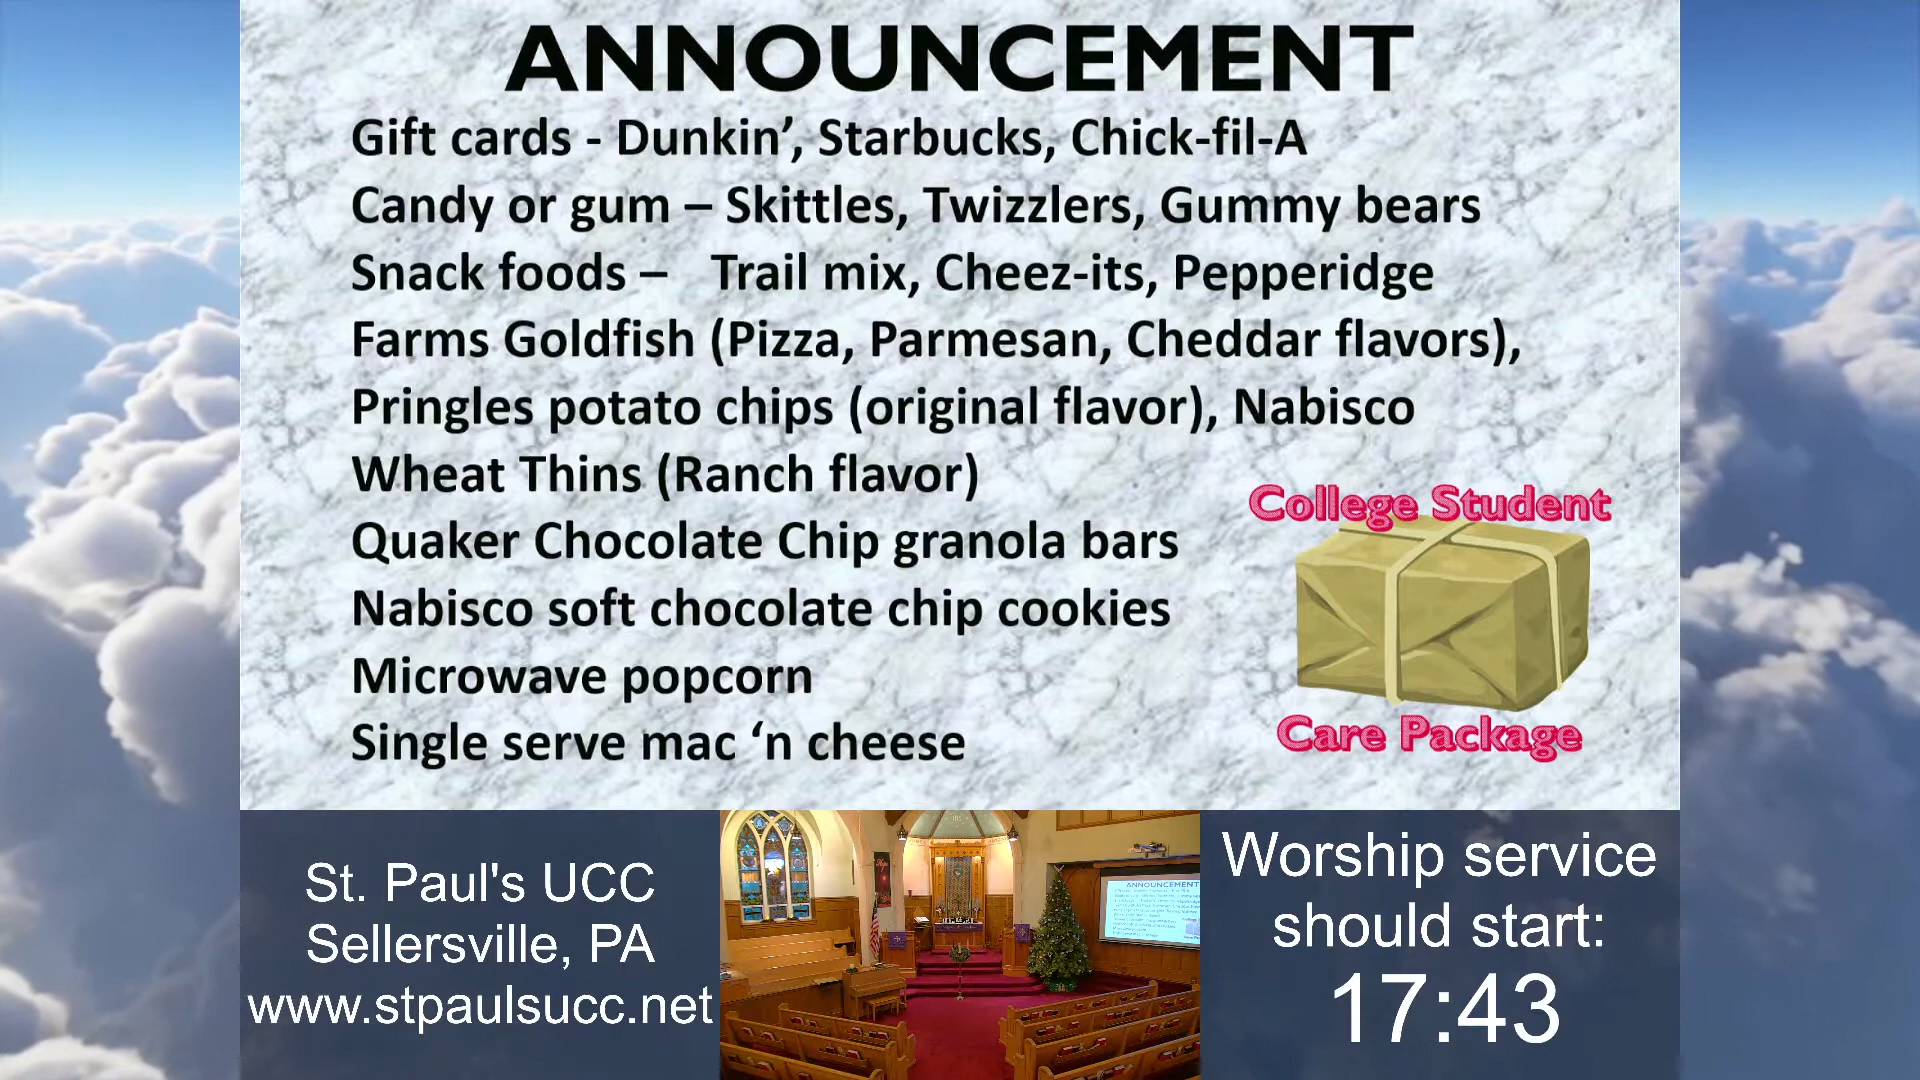 ANNOUNCEMENT
Gift cards - Dunkin’, Starbucks, Chick-fil-A
Candy or gum – Skittles, Twizzlers, Gummy bears
Snack foods – Trail mix, Cheez-its, Pepperidge
Farms Goldfish (Pizza, Parmesan, Cheddar flavors),
Pringles potato chips (original flavor), Nabisco
Wheat Thins (Ranch flavor)
Quaker Chocolate Chip granola bars
Nabisco soft chocolate chip cookies
Microwave popcorn
Single serve mac ‘n cheese
College Student
Care Package
St. Paul's UCC
Sellersville, PA
www.stpaulsucc.net
ANNOUNCEMENT
Worship service
should start:
17:43